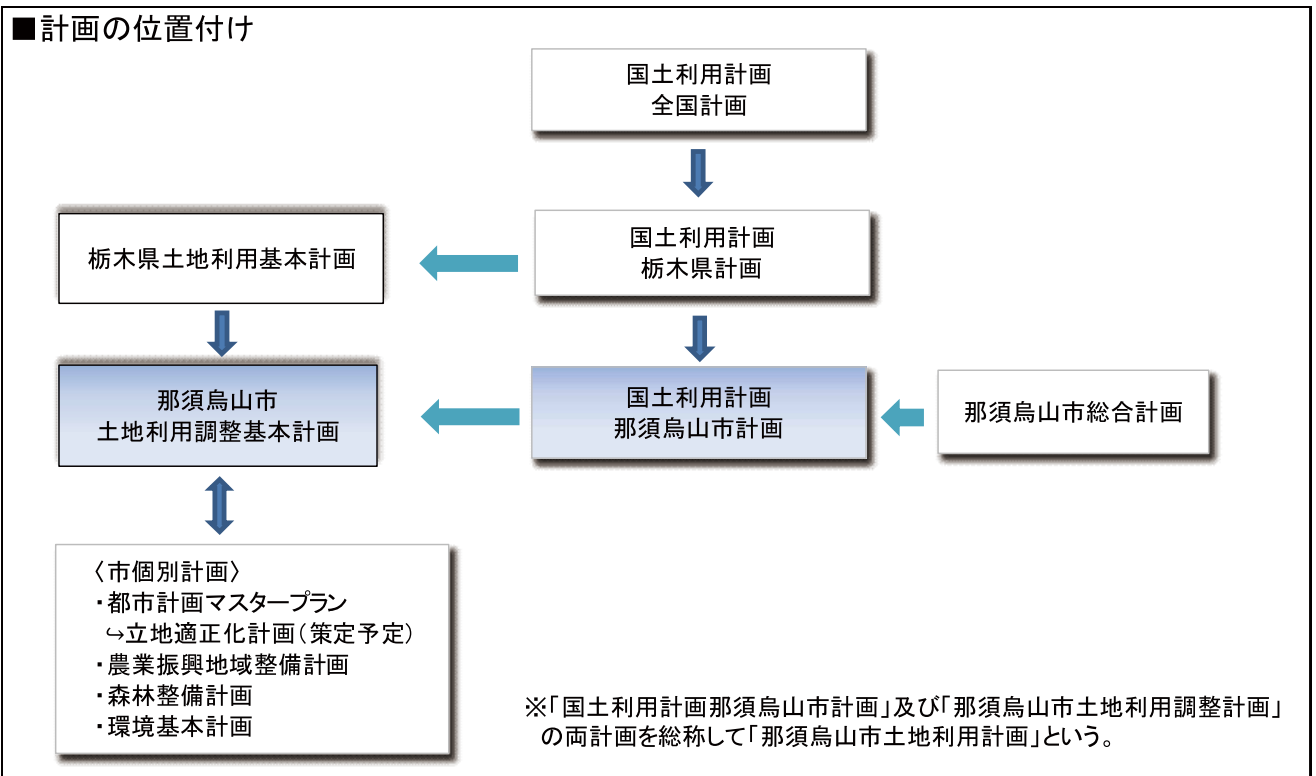 ■計画の位置付け
国土利用計画
全国計画
栃木県土地利用基本計画
国土利用計画
栃木県計画
那須烏山市
土地利用調整基本計画
国土利用計画
那須烏山市計画
那須烏山市総合計画
〈市個別計画〉
・都市計画マスタープラン
↪立地適正化計画（策定予定）
・農業振興地域整備計画
・森林整備計画
・環境基本計画
※「国土利用計画那須烏山市計画」及び「那須烏山市土地利用調整計画」
の両計画を総称して「那須烏山市土地利用計画」という。